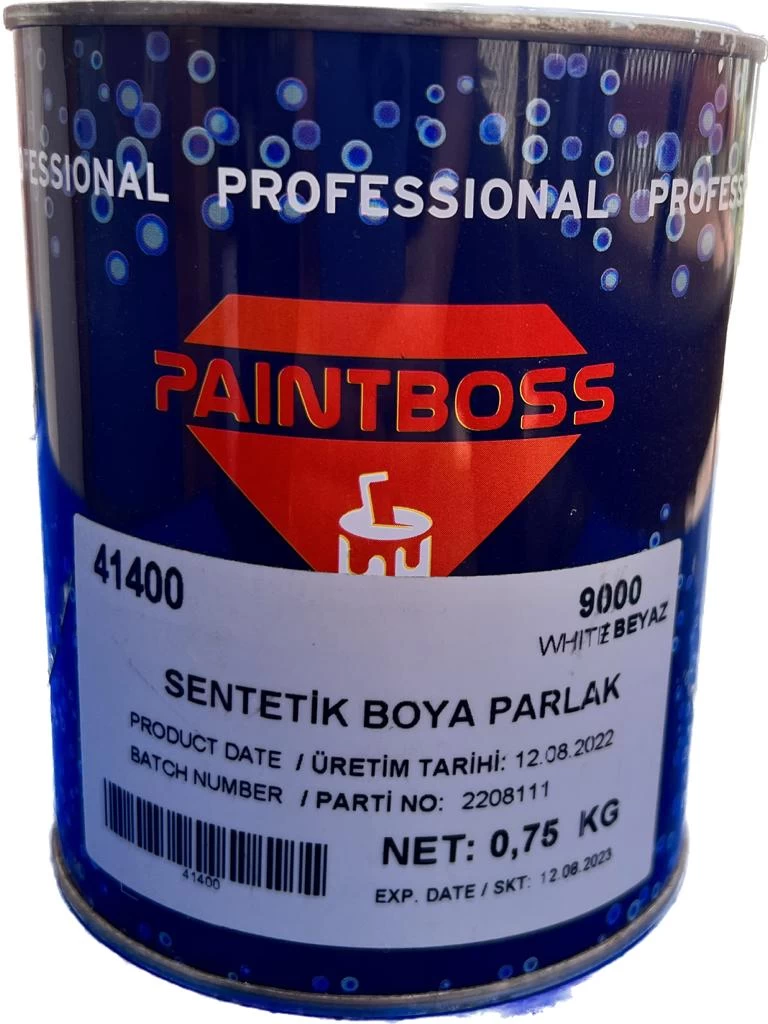 ESSIONAL PROFESSIONAL PROFESS
PAINTBOSS
41400
9000
WHITE BEYAZ
SENTETİK BOYA PARLAK
PRODUCT DATE / ÜRETİM TARİHİ: 12.08.2022
BATCH NUMBER / PARTİ NO: 2208111
NET: 0,75 KG
41400
EXP. DATE / SKT: 12.08.2023